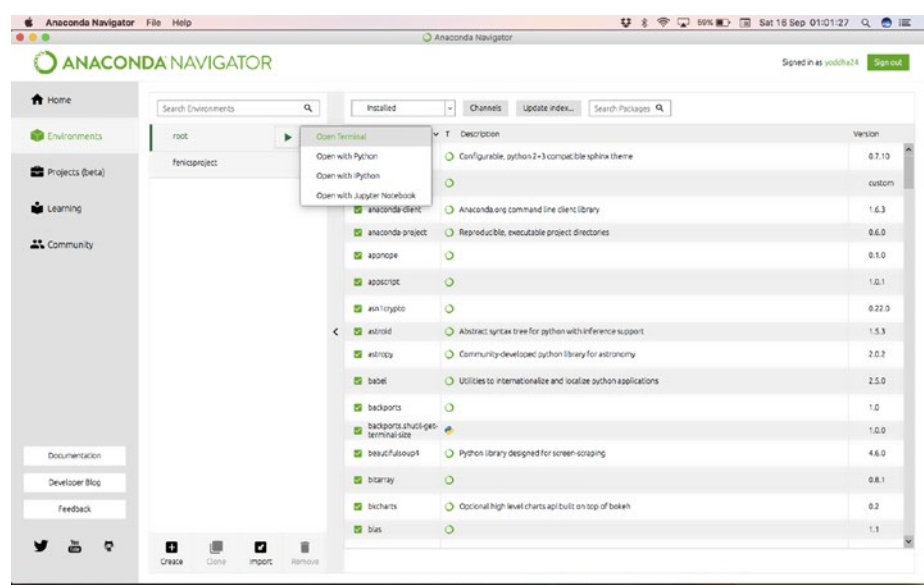 Anaconda Navigator File Help 59% Sat 16 Sep 01:01:27
Anaconda Navigator
ANACONDA NAVIGATOR
Signed in as yoddha24 Sign out
Home
Environments
Projects (beta)
Learning
Community
Documentation
Developer Blog
Feedback
You Tube
Search Environments
root
fenicsproject
Open Terminal
Open with Python
Open with IPython
Open with Jupyter Notebook
Create Clone Import Remove
Installed Channels Update index... Search Packages
T Description Version
Configurable, python 2+3 compatible sphinx theme 0.7.10
custom
anaconda-client Anaconda.org command line client library 1.6.3
anaconda-project Reproducible, executable project directories 0.6.0
appnope 0.1.0
appscript 1.0.1
asn1crypto 0.22.0
astroid Abstract syntax tree for python with inference support 1.5.3
astropy Community-developed python library for astronomy 2.0.2
babel Utilities to internationalize and localize python applications 2.5.0
backports 1.0
backports.shutil-get-
terminal-size 1.0.0
beautifulsoup4 Python library designed for screen-scraping 4.6.0
bitarray 0.8.1
bkcharts Optional high level charts api built on top of bokeh 0.2
blas 1.1